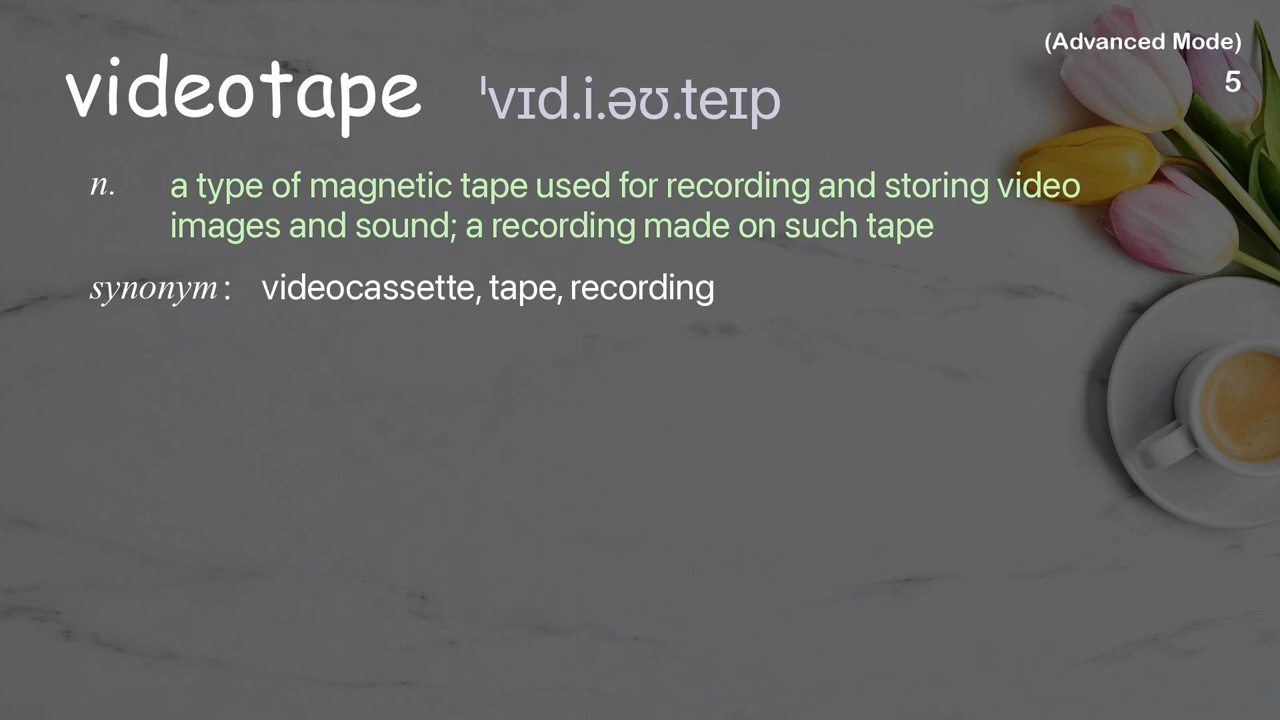 (Advanced Mode)
5
videotape ˈvɪd.i.əʊ.teɪp
n. a type of magnetic tape used for recording and storing video
images and sound; a recording made on such tape
synonym: videocassette, tape, recording